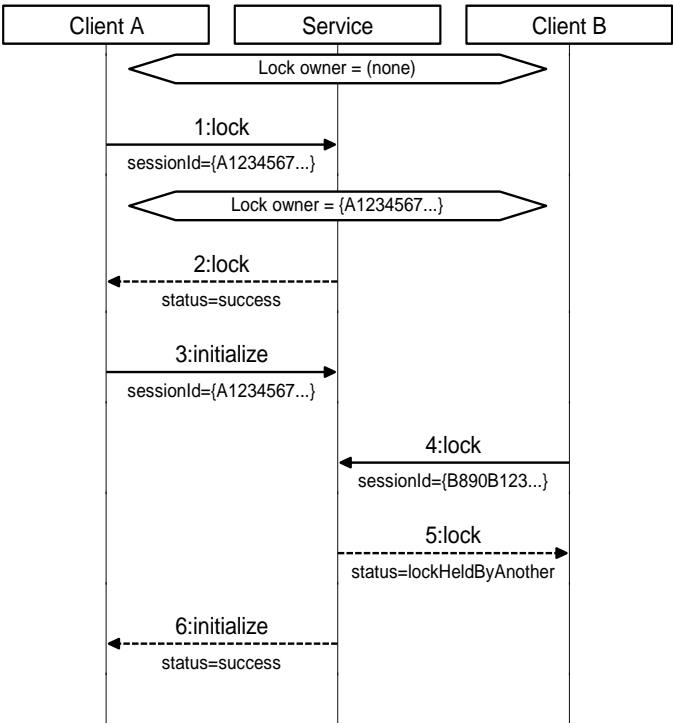 Client A
Service
Client B
Lock owner = (none)
1:lock
sessionId={A1234567...}
Lock owner = {A1234567...}
2:lock
status=success
3:initialize
sessionId={A1234567...}
4:lock
sessionId={B890B123...}
5:lock
status=lockHeldByAnother
6:initialize
status=success